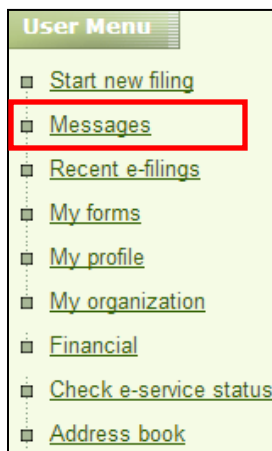 User Menu
Start new filing
Messages
Recent e-filings
My forms
My profile
My organization
Financial
Check e-service status
Address book